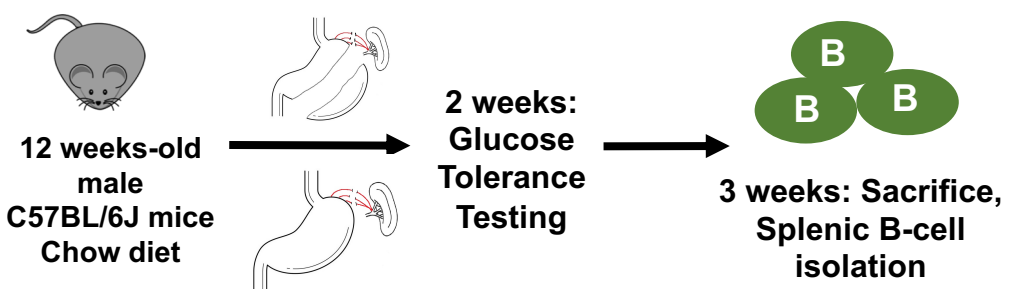 12 weeks-old
male
C57BL/6J mice
Chow diet
2 weeks:
Glucose
Tolerance
Testing
B
B
B
3 weeks: Sacrifice,
Splenic B-cell
isolation